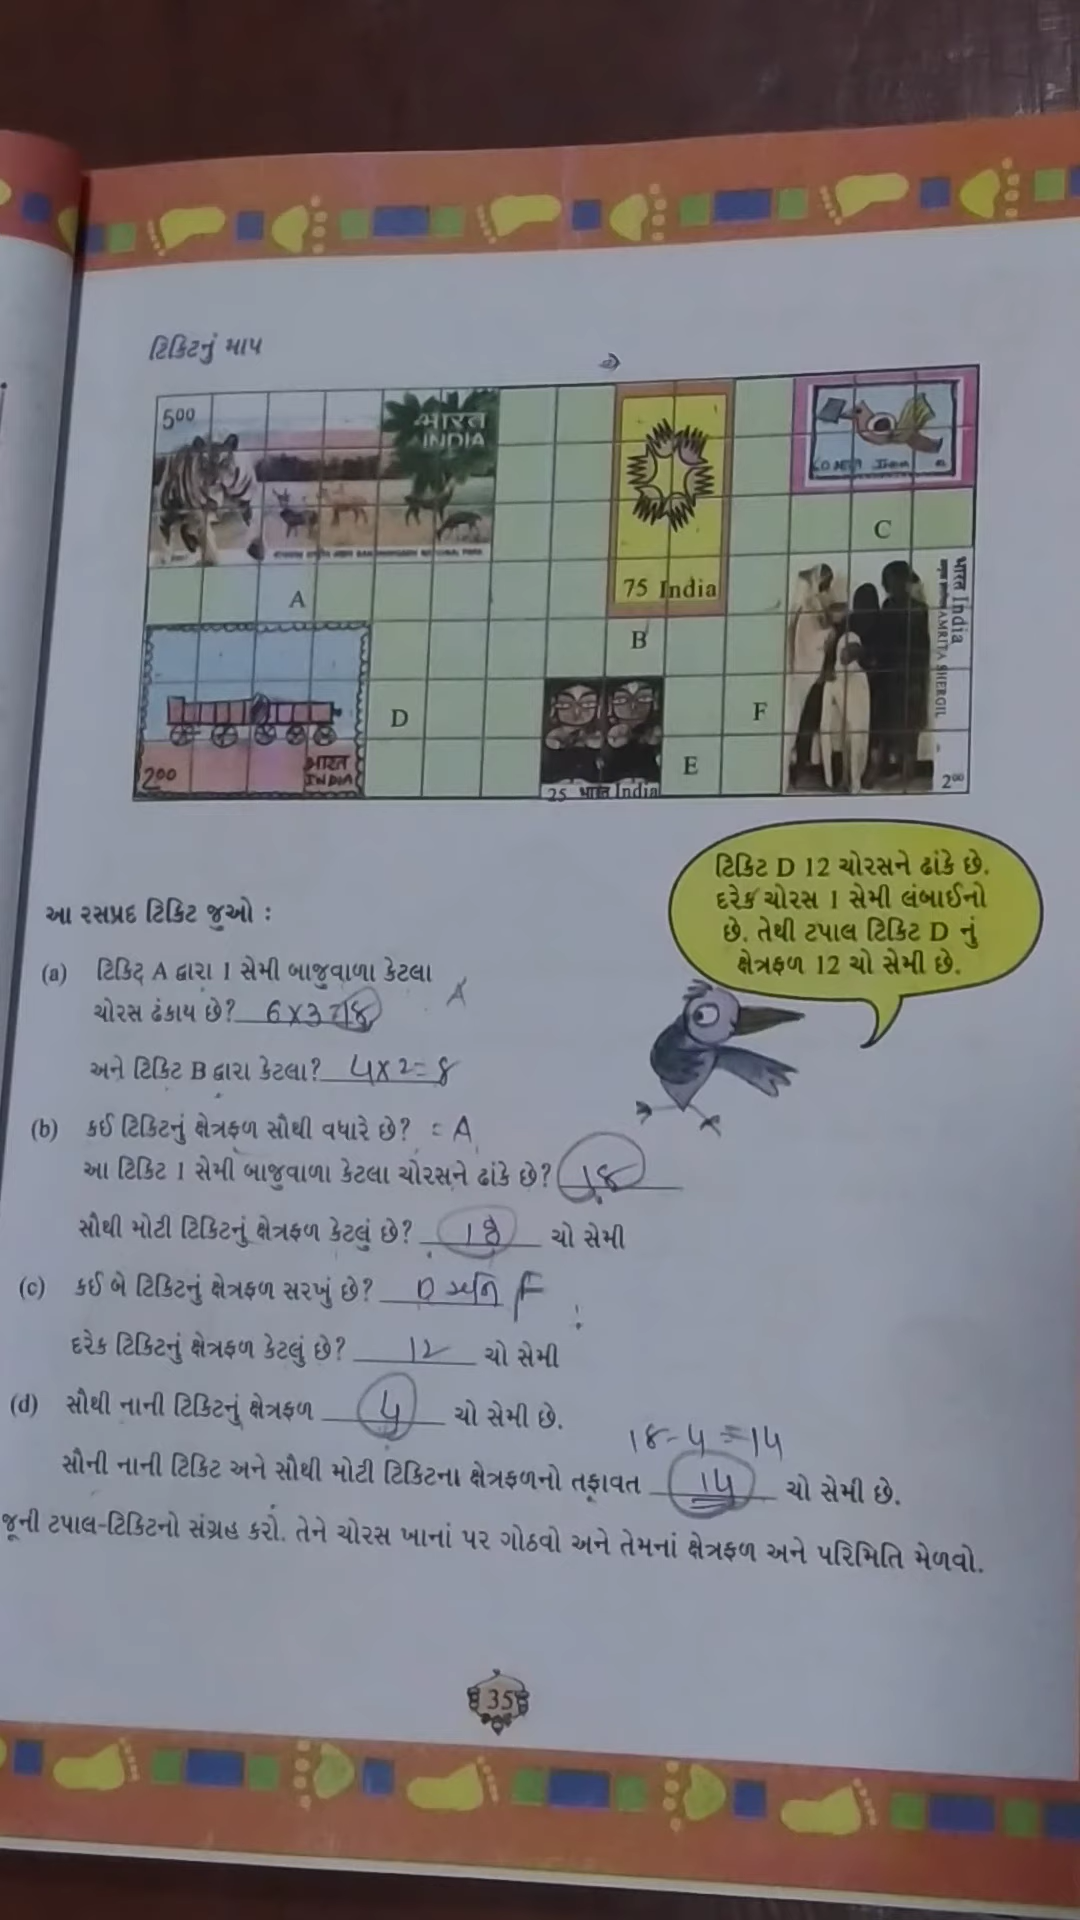 ટિકિટનું માપ
500
भारत
INDIA
75 India
C
A
B
D
F
भारत India
AMRITA SHERGIL
भारत
INDIA
200
E
25 भारत India
200
ટિકિટ D 12 ચોરસને ઢાંકે છે.
દરેક ચોરસ 1 સેમી લંબાઈનો
છે. તેથી ટપાલ ટિકિટ D નું
ક્ષેત્રફળ 12 ચો સેમી છે.
આ રસપ્રદ ટિકિટ જુઓ :
(a) ટિકિટ A દ્વારા 1 સેમી બાજુવાળા કેટલા
A
ચોરસ ઢંકાય છે? 6x3=18
અને ટિકિટ B દ્વારા કેટલા? 4x2=8
(b) કઈ ટિકિટનું ક્ષેત્રફળ સૌથી વધારે છે? = A
આ ટિકિટ 1 સેમી બાજુવાળા કેટલા ચોરસને ઢાંકે છે? 18
સૌથી મોટી ટિકિટનું ક્ષેત્રફળ કેટલું છે? 18 ચો સેમી
(c) કઈ બે ટિકિટનું ક્ષેત્રફળ સરખું છે? D અને F
દરેક ટિકિટનું ક્ષેત્રફળ કેટલું છે? 12 ચો સેમી
(d) સૌથી નાની ટિકિટનું ક્ષેત્રફળ 4 ચો સેમી છે.
18-4=14
સૌની નાની ટિકિટ અને સૌથી મોટી ટિકિટના ક્ષેત્રફળનો તફાવત 14 ચો સેમી છે.
જૂની ટપાલ-ટિકિટનો સંગ્રહ કરો. તેને ચોરસ ખાનાં પર ગોઠવો અને તેમનાં ક્ષેત્રફળ અને પરિમિતિ મેળવો.
35